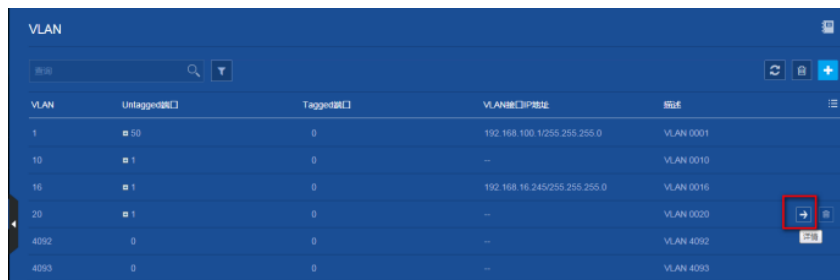 VLAN
查询
VLAN Untagged端口 Tagged端口 VLAN接口IP地址 描述
1 50 0 192.168.100.1/255.255.255.0 VLAN 0001
10 1 0 -- VLAN 0010
16 1 0 192.168.16.245/255.255.255.0 VLAN 0016
20 1 0 -- VLAN 0020
详情
4092 0 0 -- VLAN 4092
4093 0 0 -- VLAN 4093